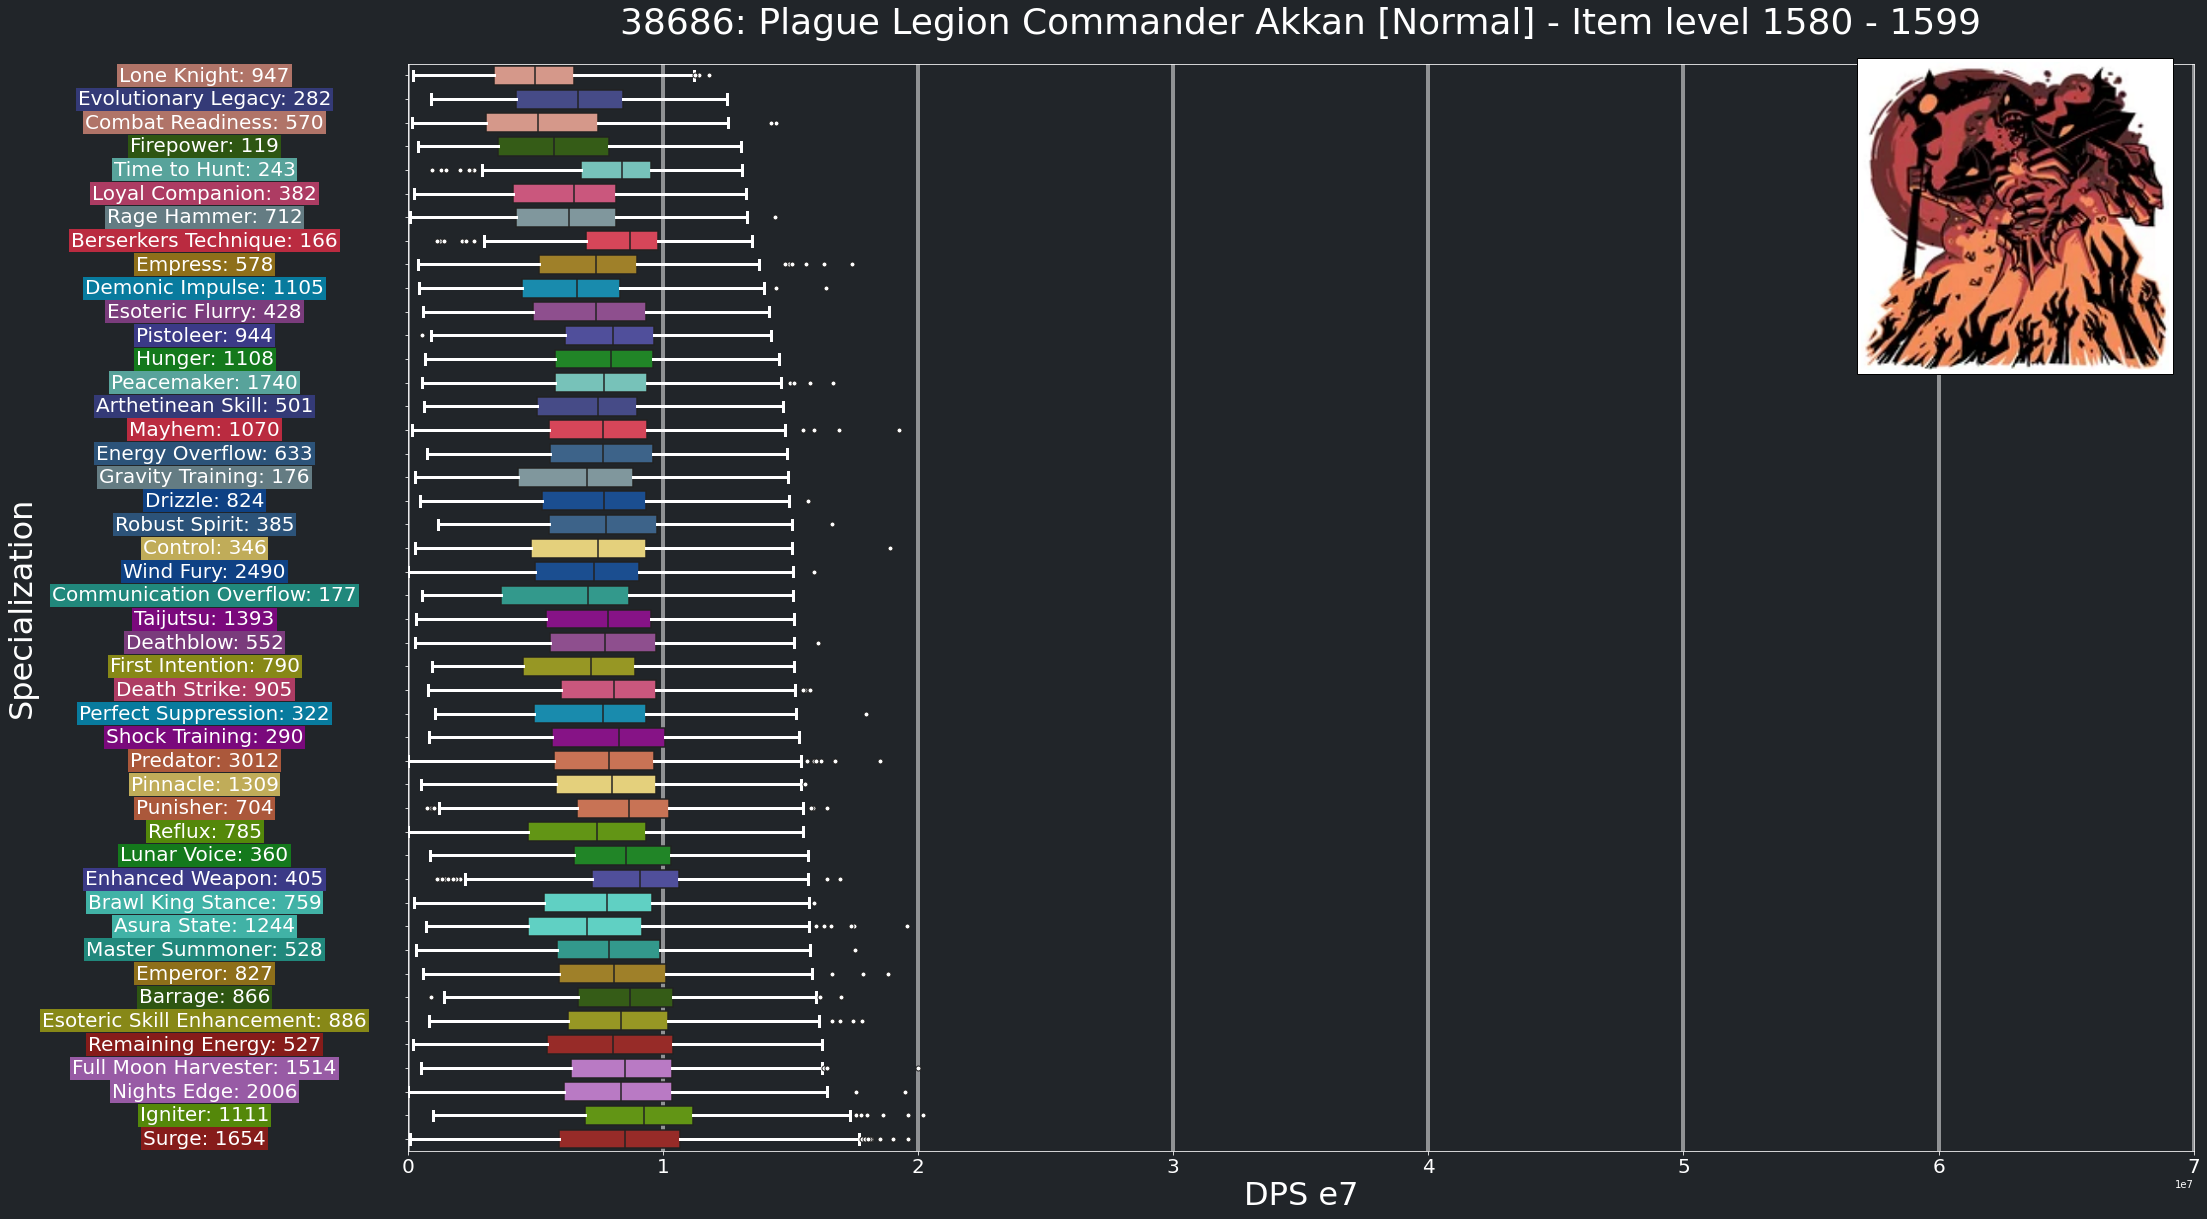 38686: Plague Legion Commander Akkan [Normal] - Item level 1580 - 1599
Specialization
Lone Knight: 947
Evolutionary Legacy: 282
Combat Readiness: 570
Firepower: 119
Time to Hunt: 243
Loyal Companion: 382
Rage Hammer: 712
Berserkers Technique: 166
Empress: 578
Demonic Impulse: 1105
Esoteric Flurry: 428
Pistoleer: 944
Hunger: 1108
Peacemaker: 1740
Arthetinean Skill: 501
Mayhem: 1070
Energy Overflow: 633
Gravity Training: 176
Drizzle: 824
Robust Spirit: 385
Control: 346
Wind Fury: 2490
Communication Overflow: 177
Taijutsu: 1393
Deathblow: 552
First Intention: 790
Death Strike: 905
Perfect Suppression: 322
Shock Training: 290
Predator: 3012
Pinnacle: 1309
Punisher: 704
Reflux: 785
Lunar Voice: 360
Enhanced Weapon: 405
Brawl King Stance: 759
Asura State: 1244
Master Summoner: 528
Emperor: 827
Barrage: 866
Esoteric Skill Enhancement: 886
Remaining Energy: 527
Full Moon Harvester: 1514
Nights Edge: 2006
Igniter: 1111
Surge: 1654
0 1 2 3 4 5 6 7
1e7
DPS e7